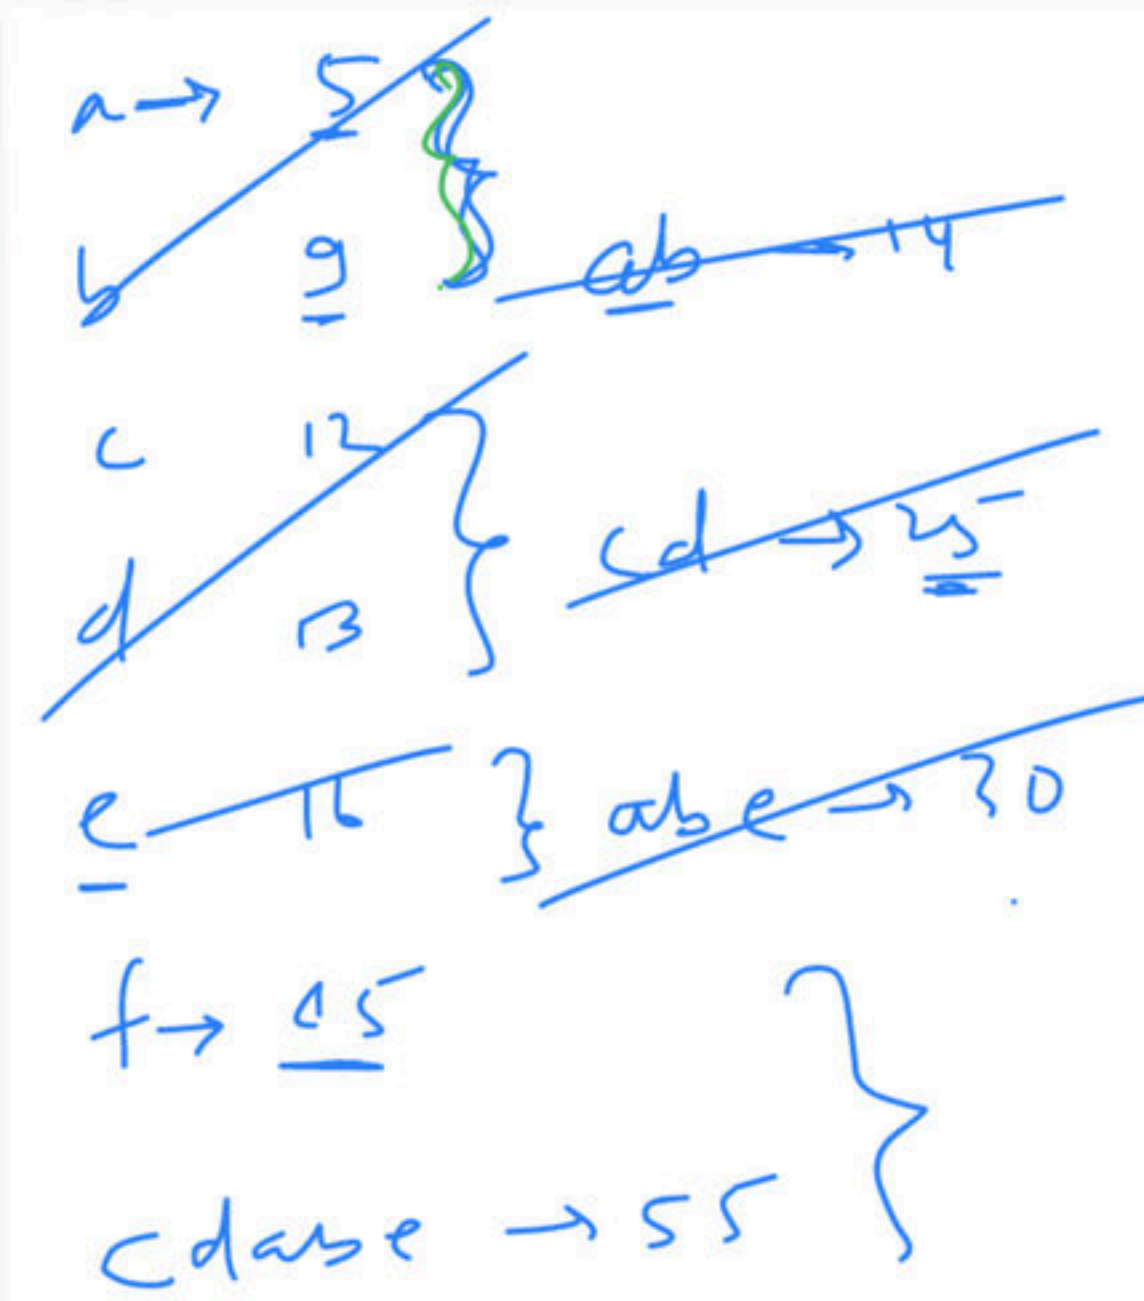 a → 5
b 9 ab → 14
c 12
cd → 25
d 13
e 16 abe → 30
f → 45
cdabe → 55